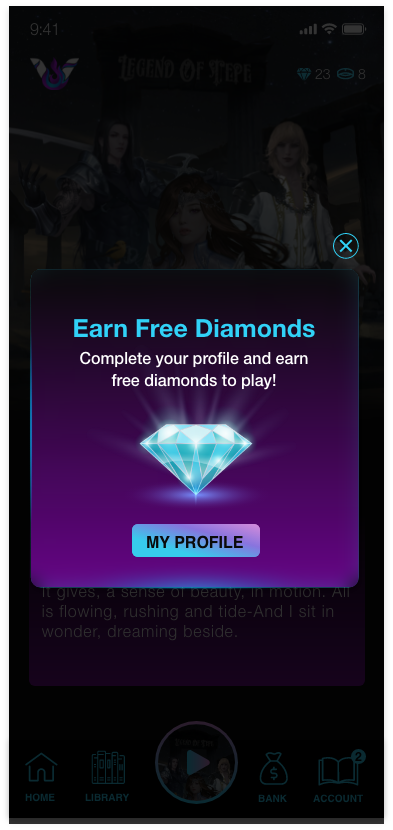 9:41
LEGEND OF TEPE
23
8
Earn Free Diamonds
Complete your profile and earn
free diamonds to play!
MY PROFILE
It gives, a sense of beauty, in motion. All
is flowing, rushing and tide-And I sit in
wonder, dreaming beside.
2
HOME
LIBRARY
BANK
ACCOUNT